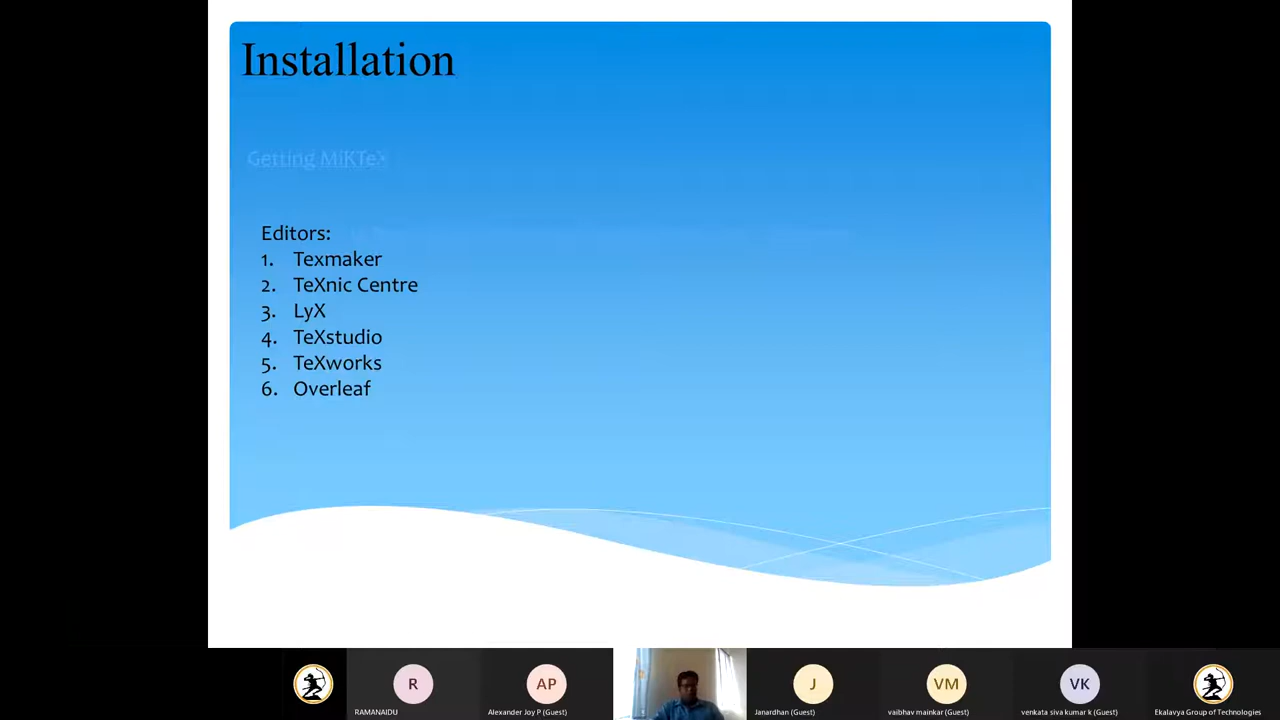 Installation
Getting MiKTeX
Editors:
1. Texmaker
2. TeXnic Centre
3. LyX
4. TeXstudio
5. TeXworks
6. Overleaf
R
AP
J
VM
VK
RAMANAIDU
Alexander Joy P (Guest)
Janardhan (Guest)
vaibhav mainkar (Guest)
venkata siva kumar k (Guest)
Ekalavya Group of Technologies